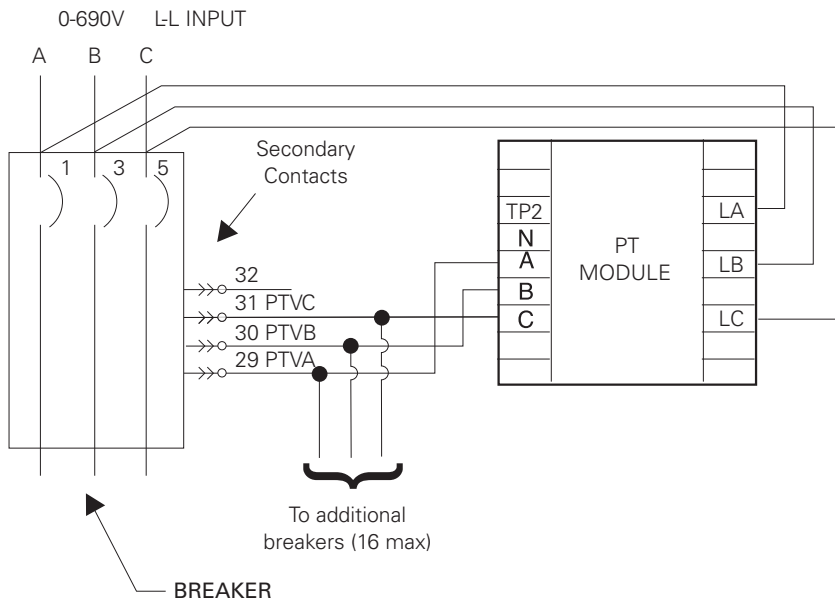 0-690V L-L INPUT
A B C
1 3 5
Secondary
Contacts
TP2
N
A
B
C
PT
MODULE
LA
LB
LC
32
31 PTVC
30 PTVB
29 PTVA
To additional
breakers (16 max)
BREAKER